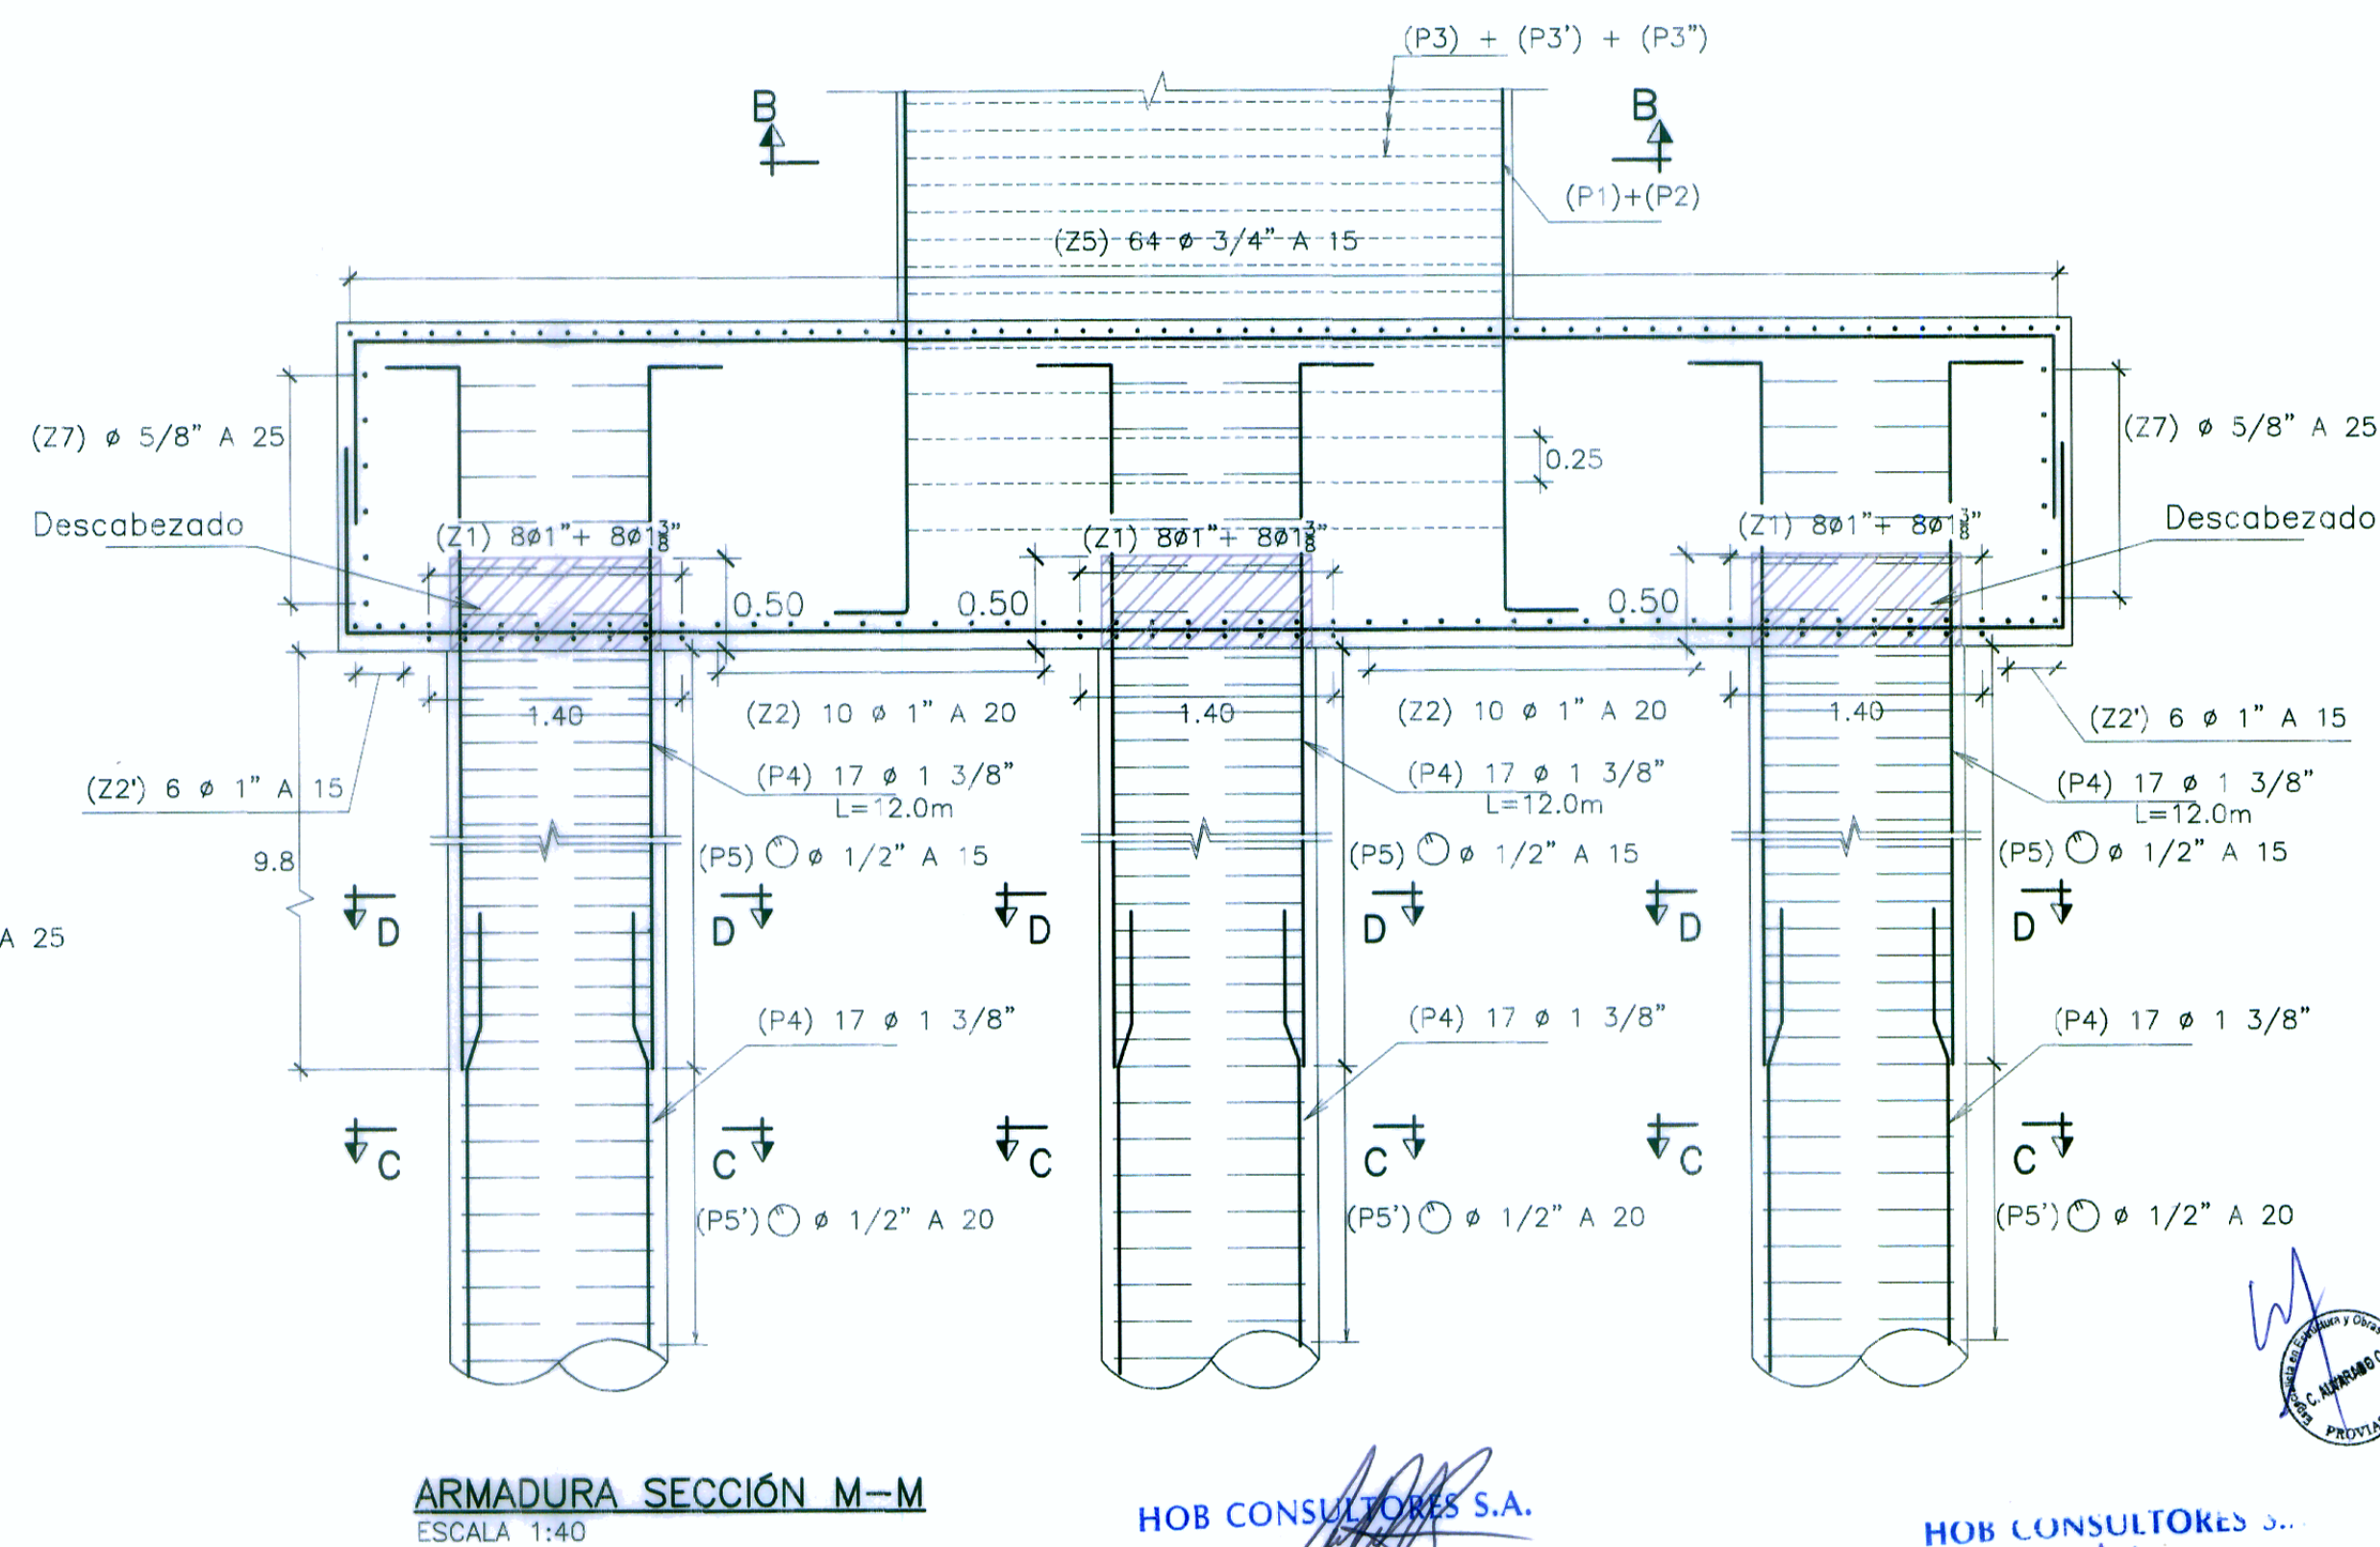 (P3) + (P3') + (P3")
B
B
(P1)+(P2)
(Z5) 64 ø 3/4" A 15
(Z7) ø 5/8" A 25
(Z7) ø 5/8" A 25
0.25
Descabezado
(Z1) 8ø1"+ 8ø1 3/8"
(Z1) 8ø1"+ 8ø1 3/8"
(Z1) 8ø1"+ 8ø1 3/8"
Descabezado
0.50
0.50
0.50
1.40
(Z2) 10 ø 1" A 20
1.40
(Z2) 10 ø 1" A 20
1.40
(Z2') 6 ø 1" A 15
(Z2') 6 ø 1" A 15
(P4) 17 ø 1 3/8"
L=12.0m
(P4) 17 ø 1 3/8"
L=12.0m
(P4) 17 ø 1 3/8"
L=12.0m
9.8
(P5) ø 1/2" A 15
(P5) ø 1/2" A 15
(P5) ø 1/2" A 15
A 25
D
D
D
D
D
D
(P4) 17 ø 1 3/8"
(P4) 17 ø 1 3/8"
(P4) 17 ø 1 3/8"
C
C
C
C
C
C
(P5') ø 1/2" A 20
(P5') ø 1/2" A 20
(P5') ø 1/2" A 20
Especialista en Estructura y Obras
C. ALVARADO C
PROVIAS
ARMADURA SECCIÓN M-M
ESCALA 1:40
HOB CONSULTORES S.A.
HOB CONSULTORES S.